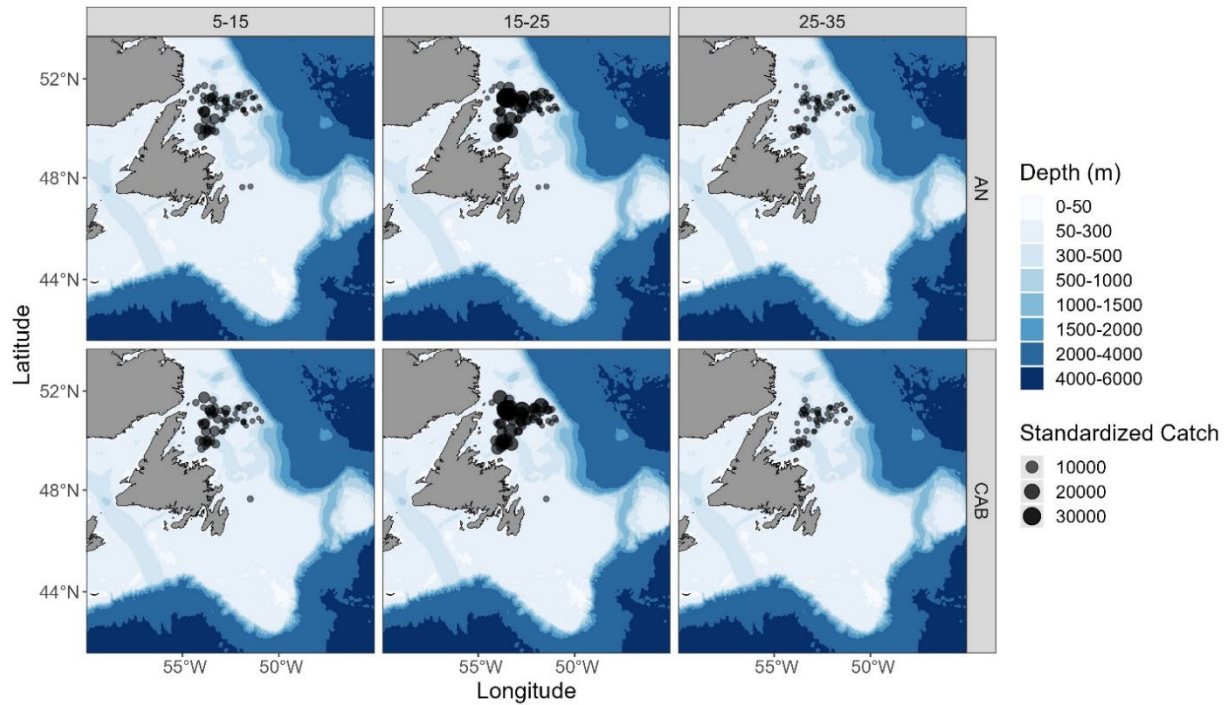 5-15
15-25
25-35
52°N
48°N
44°N
AN
52°N
48°N
44°N
CAB
Latitude
55°W
50°W
55°W
50°W
55°W
50°W
Longitude
Depth (m)
0-50
50-300
300-500
500-1000
1000-1500
1500-2000
2000-4000
4000-6000
Standardized Catch
10000
20000
30000